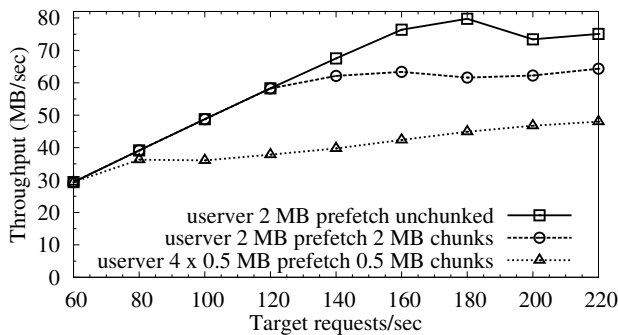 80
70
60
50
40
30
20
10
0
Throughput (MB/sec)
userver 2 MB prefetch unchunked
userver 2 MB prefetch 2 MB chunks
userver 4 x 0.5 MB prefetch 0.5 MB chunks
60 80 100 120 140 160 180 200 220
Target requests/sec